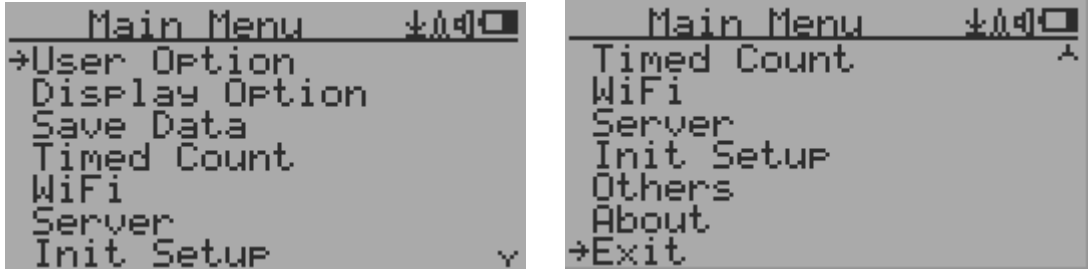 Main Menu
→User Option
Display Option
Save Data
Timed Count
WiFi
Server
Init Setup
Main Menu
Timed Count
WiFi
Server
Init Setup
Others
About
→Exit